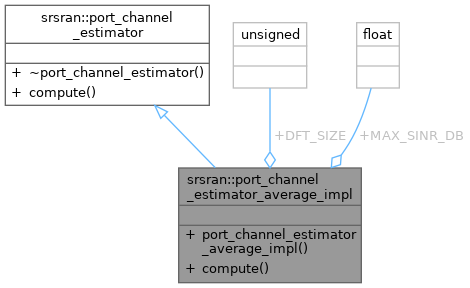 srsran::port_channel
_estimator
+ ~port_channel_estimator()
+ compute()
unsigned
float
+DFT_SIZE
+MAX_SINR_DB
srsran::port_channel
_estimator_average_impl
+ port_channel_estimator
_average_impl()
+ compute()